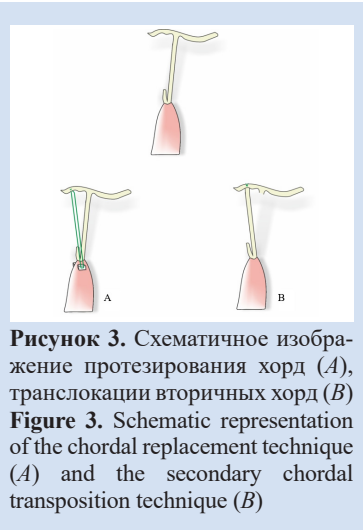 A B
Рисунок 3. Схематичное изобра-
жение протезирования хорд (A),
транслокации вторичных хорд (B)
Figure 3. Schematic representation
of the chordal replacement technique
(A) and the secondary chordal
transposition technique (B)